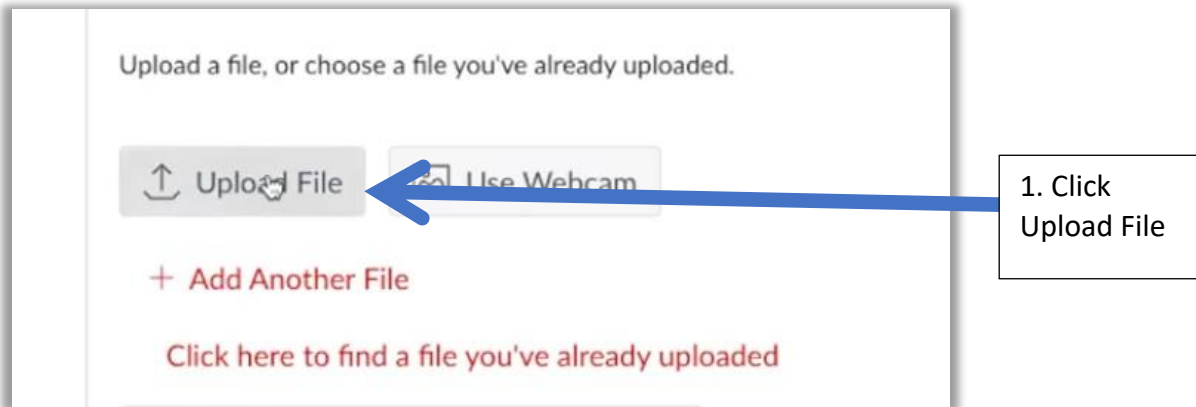 Upload a file, or choose a file you've already uploaded.
Upload File
Use Webcam
1. Click
Upload File
+ Add Another File
Click here to find a file you've already uploaded